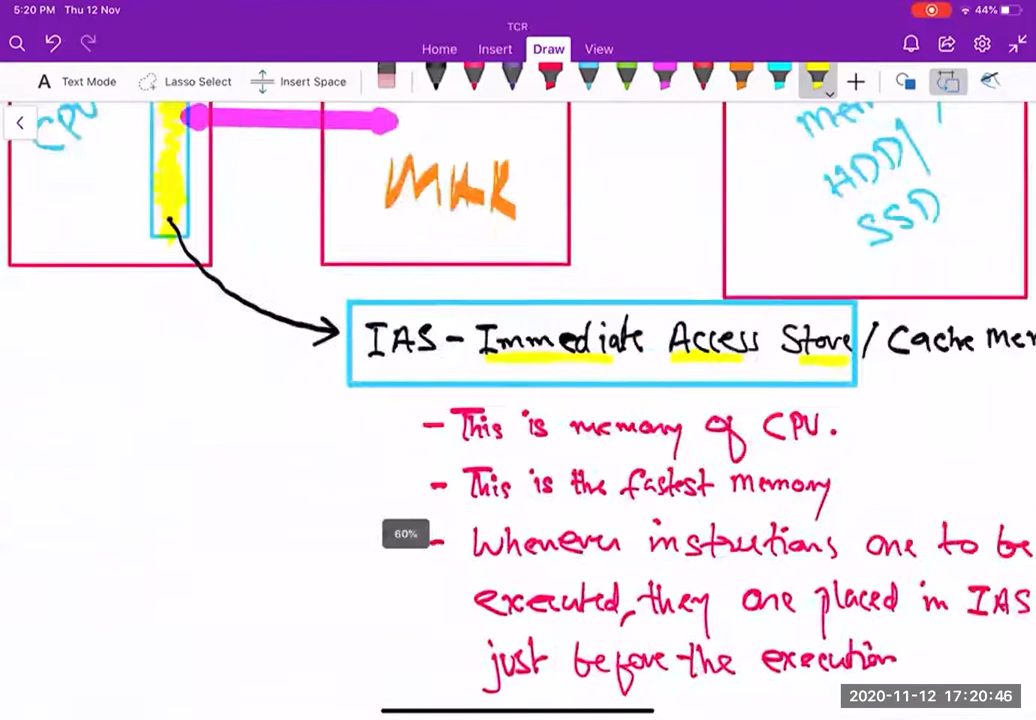 5:20 PM Thu 12 Nov
44%
TCR
Home Insert Draw View
A Text Mode Lasso Select Insert Space
CPU
HDD/
SSD
IAS - Immediate Access Store / Cache Mem
- This is memory of CPU.
- This is the fastest memory
60%
- Whenever instructions are to be
executed, they are placed in IAS
just before the execution
2020-11-12 17:20:46